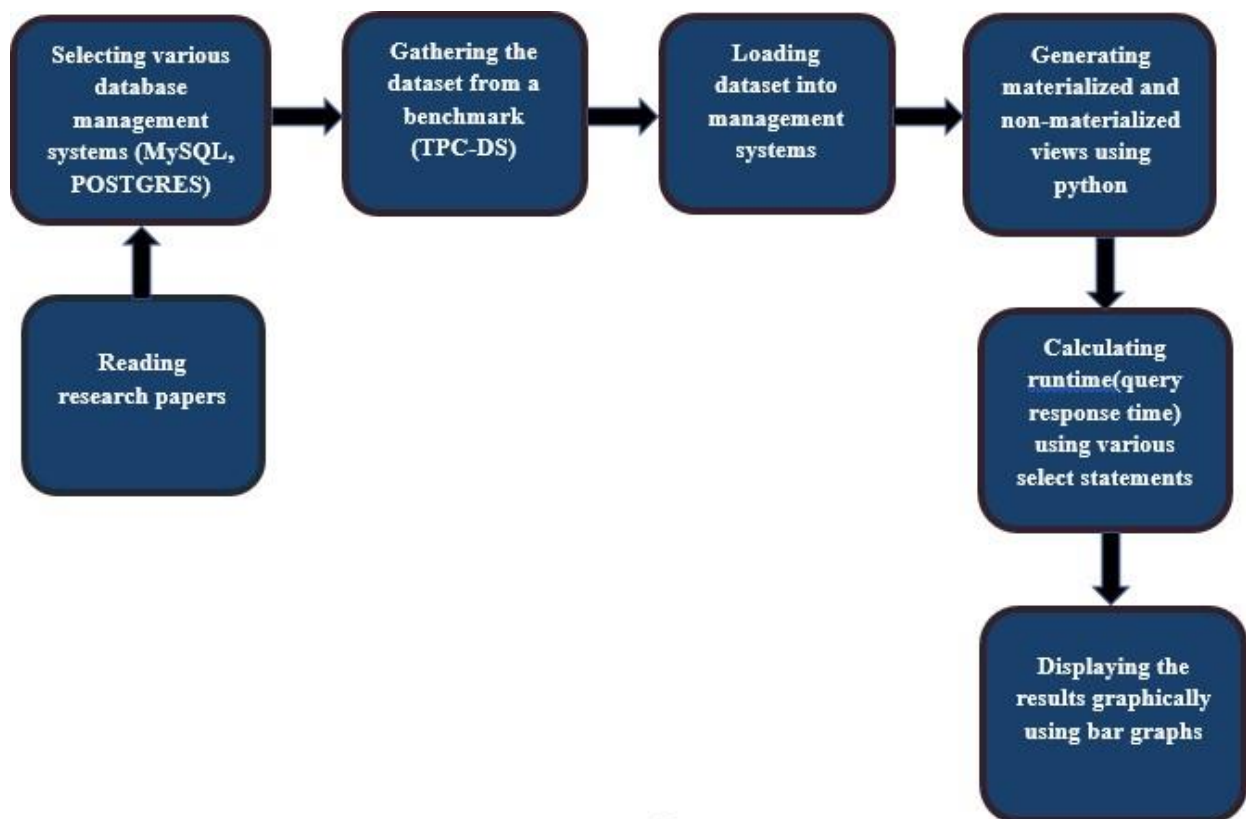 Selecting various
database
management
systems (MySQL,
POSTGRES)
Gathering the
dataset from a
benchmark
(TPC-DS)
Loading
dataset into
management
systems
Generating
materialized and
non-materialized
views using
python
Reading
research papers
Calculating
runtime(query
response time)
using various
select statements
Displaying the
results graphically
using bar graphs